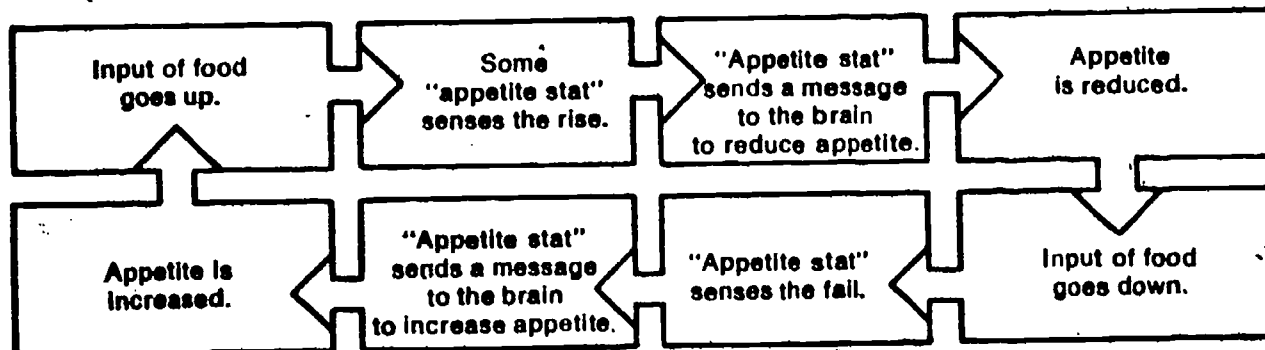 Input of food
goes up.
Some
"appetite stat"
senses the rise.
"Appetite stat"
sends a message
to the brain
to reduce appetite.
Appetite
is reduced.
Input of food
goes down.
"Appetite stat"
senses the fall.
"Appetite stat"
sends a message
to the brain
to increase appetite.
Appetite is
increased.